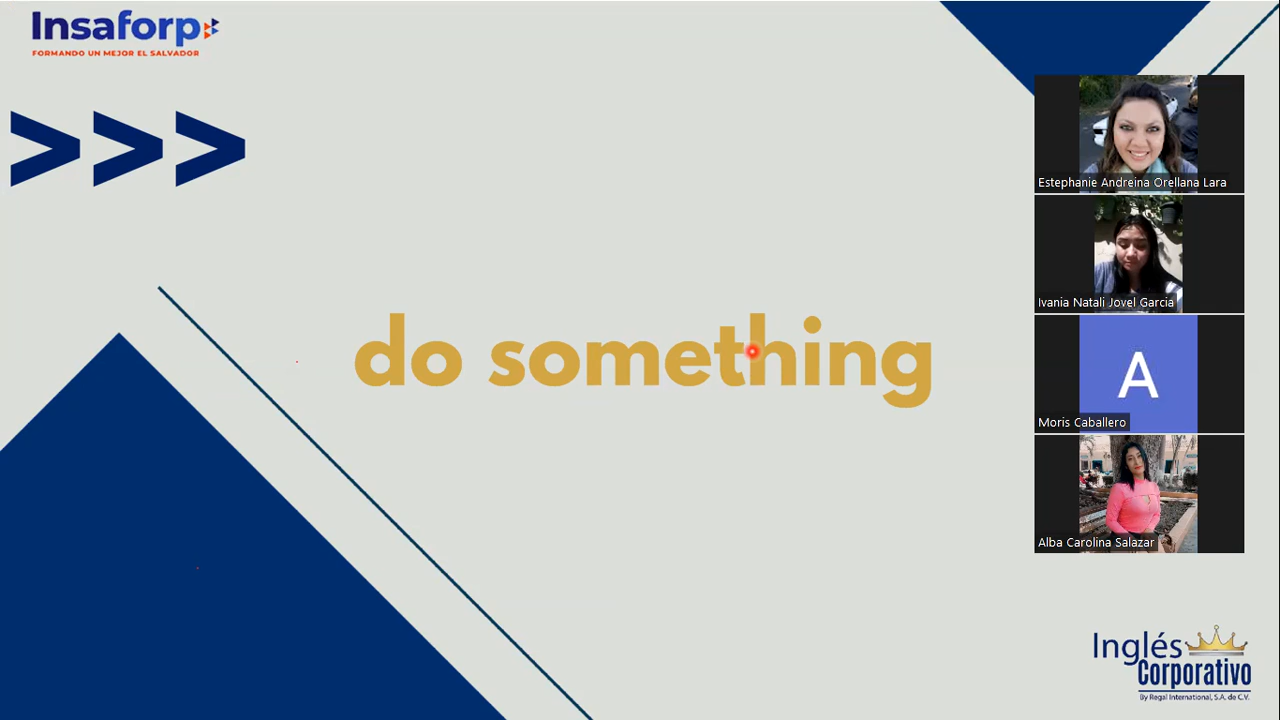 Insaforp
FORMANDO UN MEJOR EL SALVADOR
>>>
do something
Estephanie Andreina Orellana Lara
Ivania Natali Jovel García
A
Moris Caballero
Alba Carolina Salazar
Inglés
Corporativo
By Regal International, S.A. de C.V.